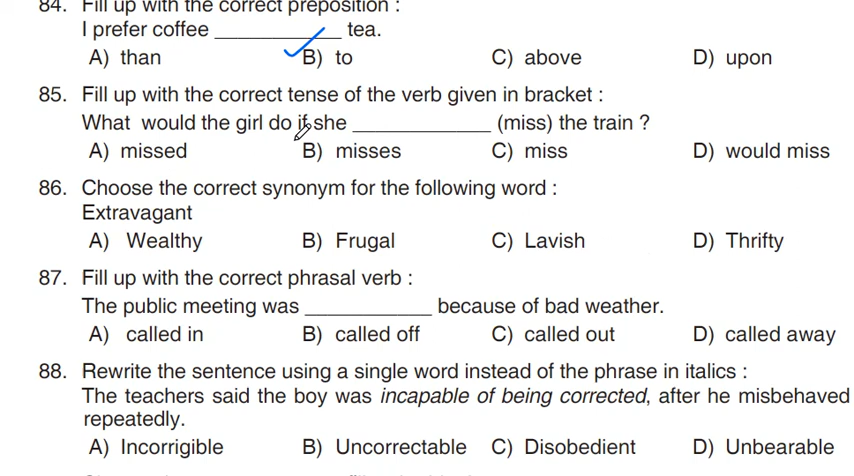 84. Fill up with the correct preposition :
I prefer coffee ____________ tea.
A) than B) to C) above D) upon
85. Fill up with the correct tense of the verb given in bracket :
What would the girl do if she ____________ (miss) the train ?
A) missed B) misses C) miss D) would miss
86. Choose the correct synonym for the following word :
Extravagant
A) Wealthy B) Frugal C) Lavish D) Thrifty
87. Fill up with the correct phrasal verb :
The public meeting was ___________ because of bad weather.
A) called in B) called off C) called out D) called away
88. Rewrite the sentence using a single word instead of the phrase in italics :
The teachers said the boy was incapable of being corrected, after he misbehaved
repeatedly.
A) Incorrigible B) Uncorrectable C) Disobedient D) Unbearable